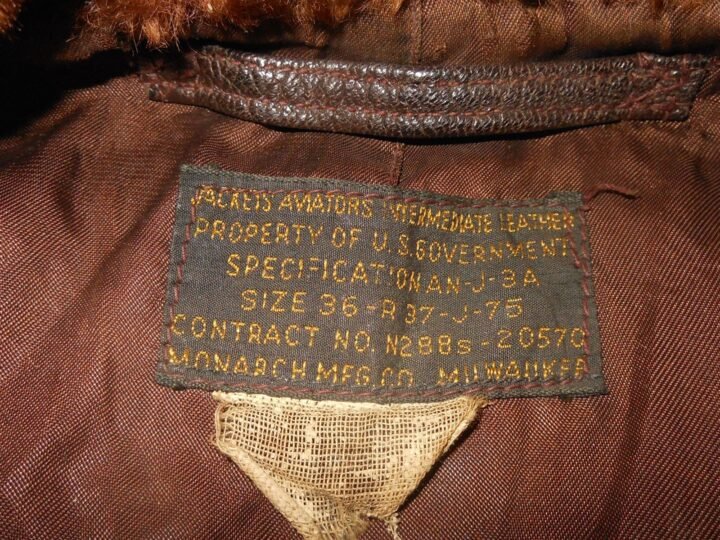 JACKETS AVIATOR'S INTERMEDIATE LEATHER
PROPERTY OF U.S.GOVERNMENT
SPECIFICATION AN-J-3A
SIZE 36-R 37-J-75
CONTRACT NO. N288s-20570
MONARCH MFG.CO. MILWAUKEE